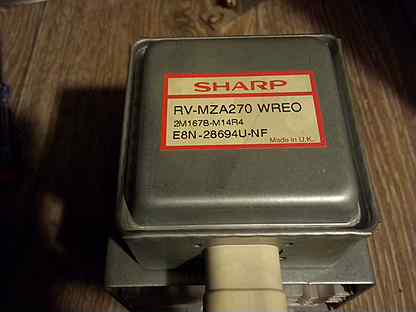 SHARP
RV-MZA270 WREO
2M167B-M14R4
E8N-28694U-NF
Made in U.K.